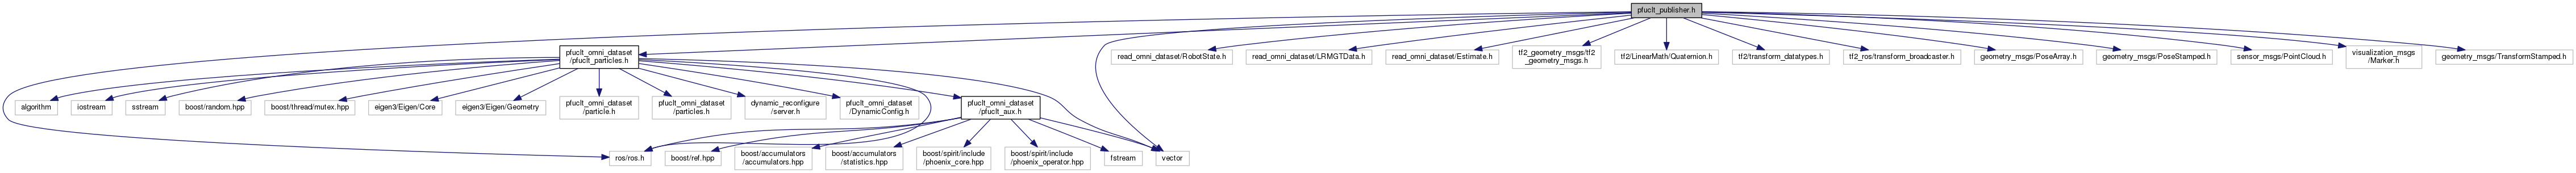 pfuclt_publisher.h
pfuclt_omni_dataset
/pfuclt_particles.h
read_omni_dataset/RobotState.h
read_omni_dataset/LRMGTData.h
read_omni_dataset/Estimate.h
tf2_geometry_msgs/tf2
_geometry_msgs.h
tf2/LinearMath/Quaternion.h
tf2/transform_datatypes.h
tf2_ros/transform_broadcaster.h
geometry_msgs/PoseArray.h
geometry_msgs/PoseStamped.h
sensor_msgs/PointCloud.h
visualization_msgs
/Marker.h
geometry_msgs/TransformStamped.h
algorithm
iostream
sstream
boost/random.hpp
boost/thread/mutex.hpp
eigen3/Eigen/Core
eigen3/Eigen/Geometry
pfuclt_omni_dataset
/particle.h
pfuclt_omni_dataset
/particles.h
dynamic_reconfigure
/server.h
pfuclt_omni_dataset
/DynamicConfig.h
pfuclt_omni_dataset
/pfuclt_aux.h
ros/ros.h
boost/ref.hpp
boost/accumulators
/accumulators.hpp
boost/accumulators
/statistics.hpp
boost/spirit/include
/phoenix_core.hpp
boost/spirit/include
/phoenix_operator.hpp
fstream
vector